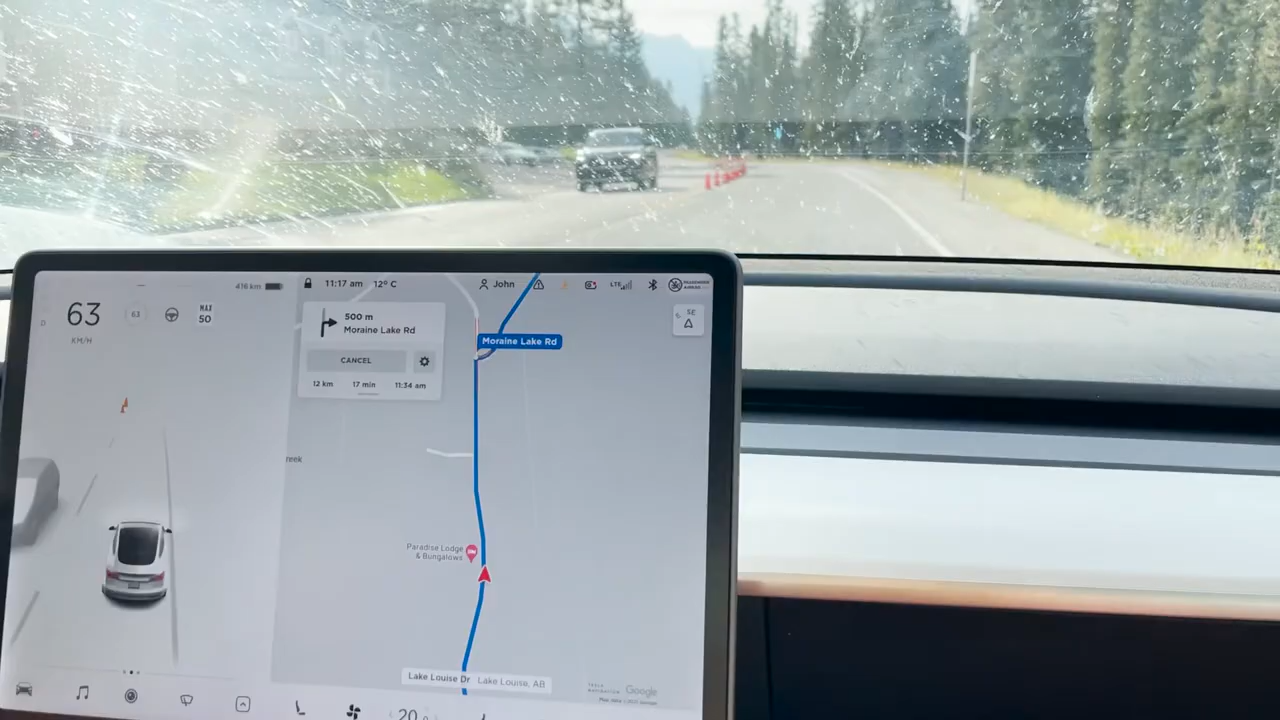 416 km
11:17 am 12° C
John
LTE
63
KM/H
63
MAX
50
D
500 m
Moraine Lake Rd
CANCEL
12 km 17 min 11:34 am
Moraine Lake Rd
SE
reek
Paradise Lodge
& Bungalows
Lake Louise Dr Lake Louise, AB
Google
20